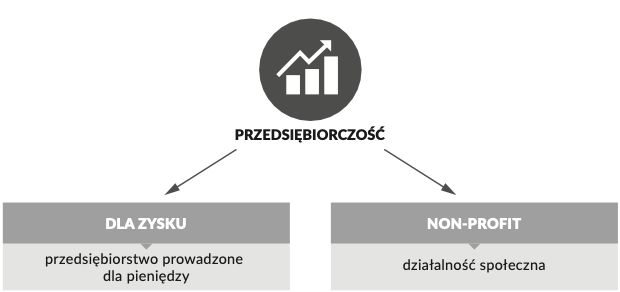 PRZEDSIĘBIORCZOŚĆ
DLA ZYSKU
przedsiębiorstwo prowadzone
dla pieniędzy
NON-PROFIT
działalność społeczna